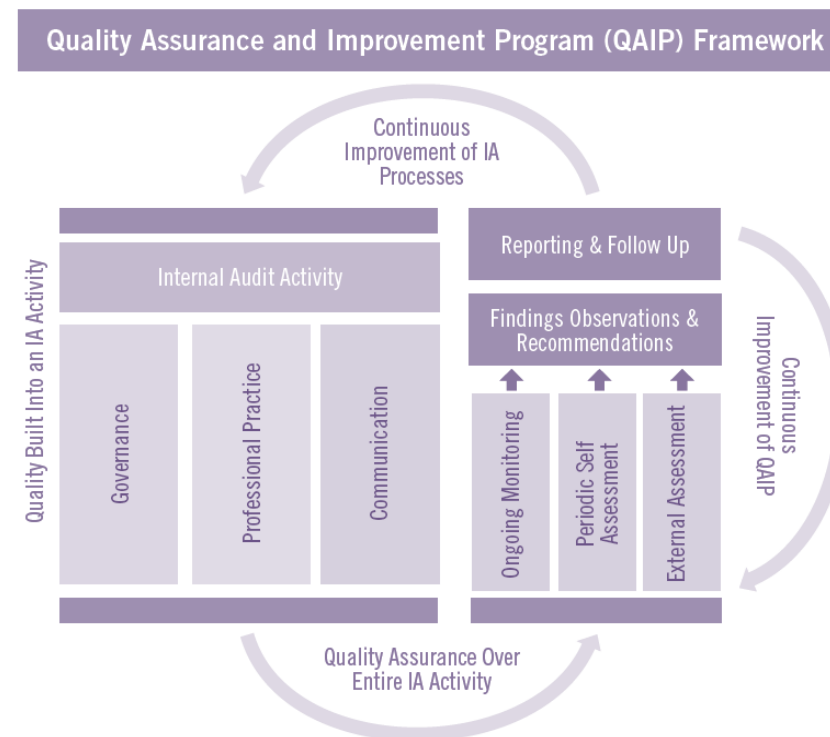 Quality Assurance and Improvement Program (QAIP) Framework
Continuous
Improvement of IA
Processes
Quality Built Into an IA Activity
Internal Audit Activity
Governance
Professional Practice
Communication
Reporting & Follow Up
Findings Observations &
Recommendations
Ongoing Monitoring
Periodic Self
Assessment
External Assessment
Continuous
Improvement of QAIP
Quality Assurance Over
Entire IA Activity